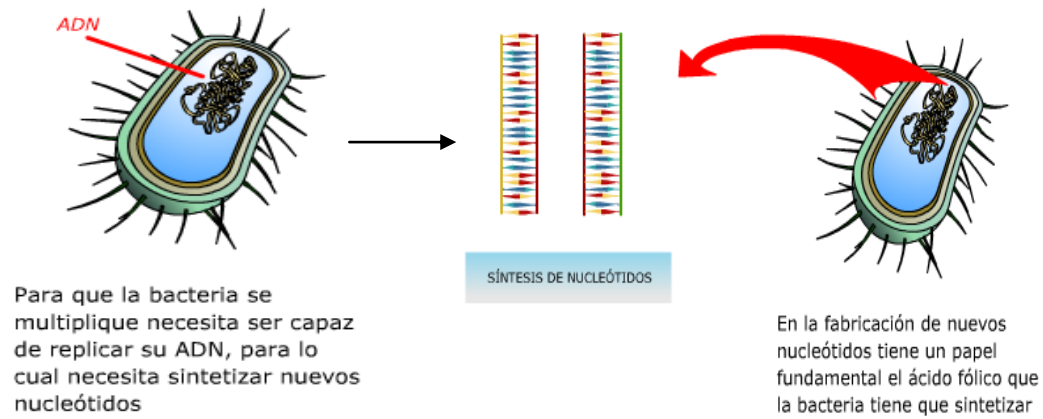 ADN
Para que la bacteria se
multiplique necesita ser capaz
de replicar su ADN, para lo
cual necesita sintetizar nuevos
nucleótidos
SÍNTESIS DE NUCLEÓTIDOS
En la fabricación de nuevos
nucleótidos tiene un papel
fundamental el ácido fólico que
la bacteria tiene que sintetizar